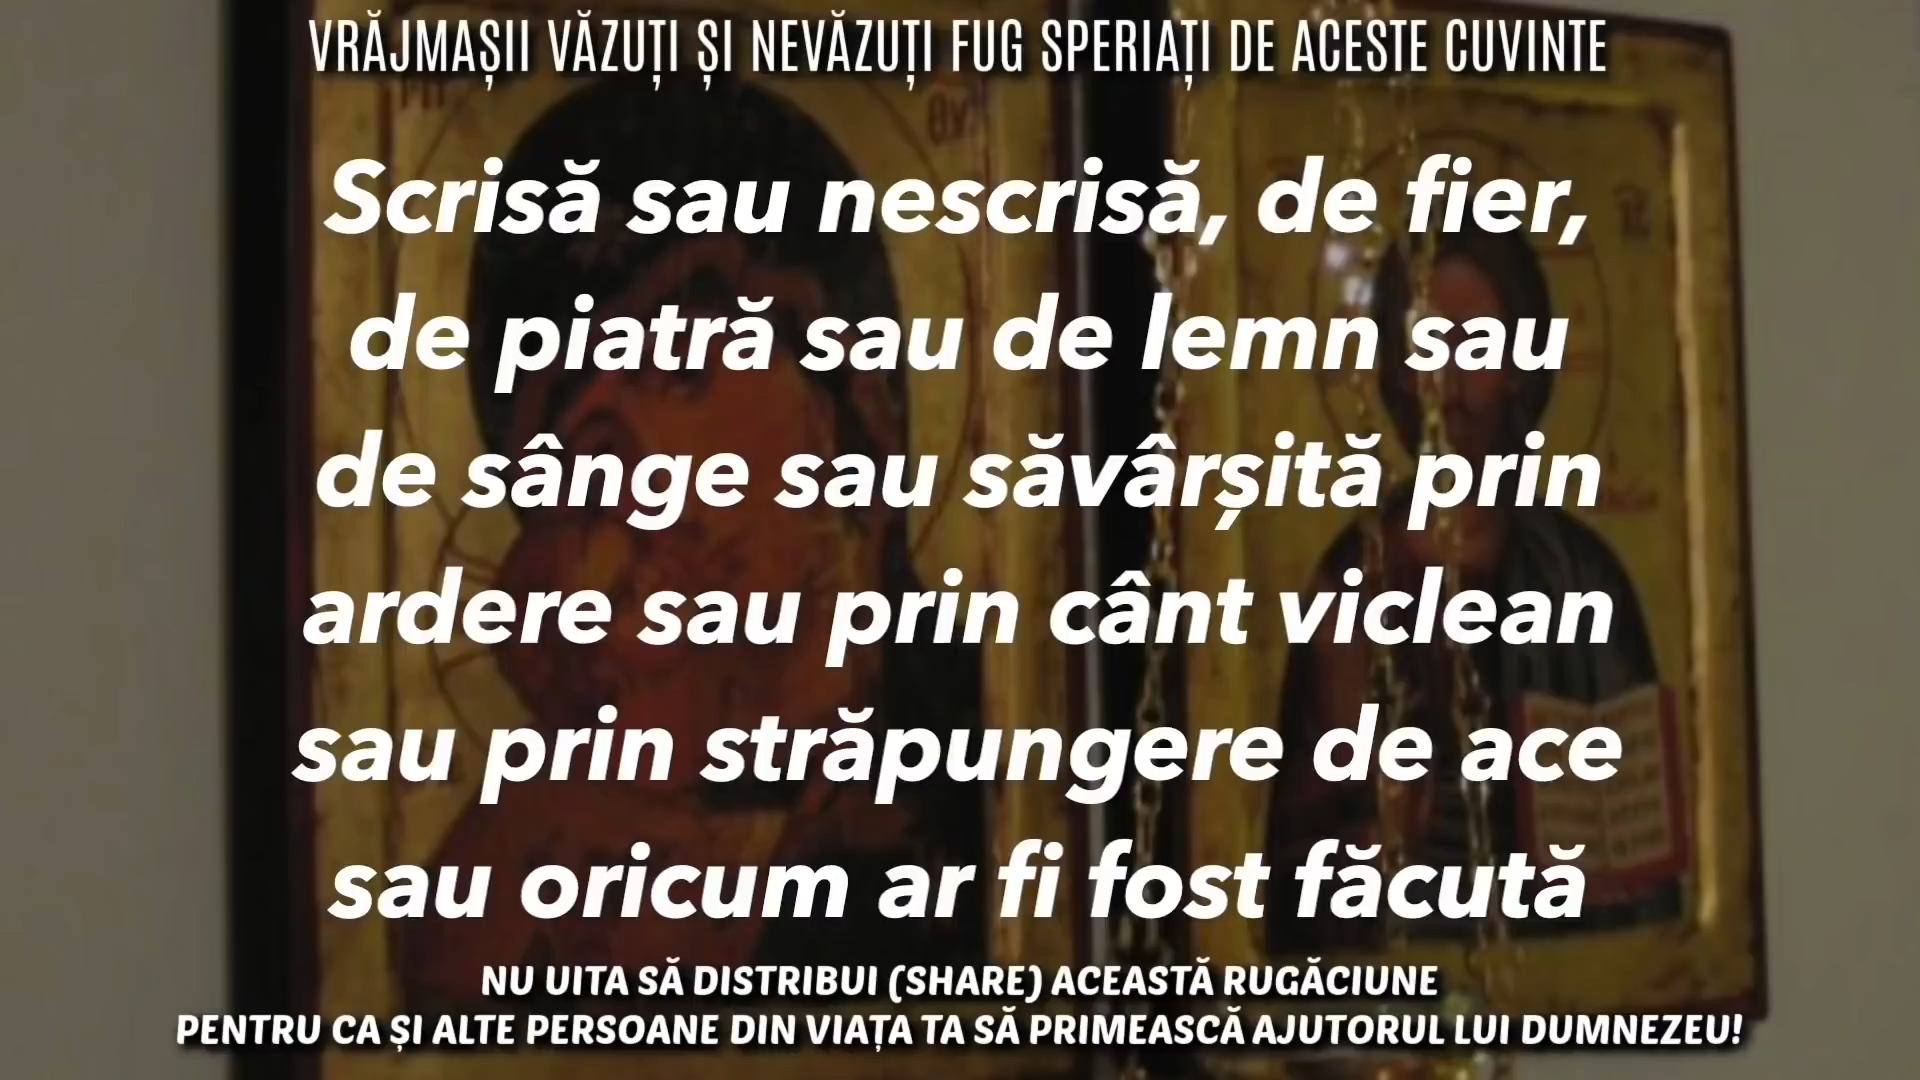 VRĂJMAȘII VĂZUȚI ȘI NEVĂZUȚI FUG SPERIAȚI DE ACESTE CUVINTE
Scrisă sau nescrisă, de fier,
de piatră sau de lemn sau
de sânge sau săvârșită prin
ardere sau prin cânt viclean
sau prin străpungere de ace
sau oricum ar fi fost făcută
NU UITA SĂ DISTRIBUI (SHARE) ACEASTĂ RUGĂCIUNE
PENTRU CA ȘI ALTE PERSOANE DIN VIAȚA TA SĂ PRIMEASCĂ AJUTORUL LUI DUMNEZEU!